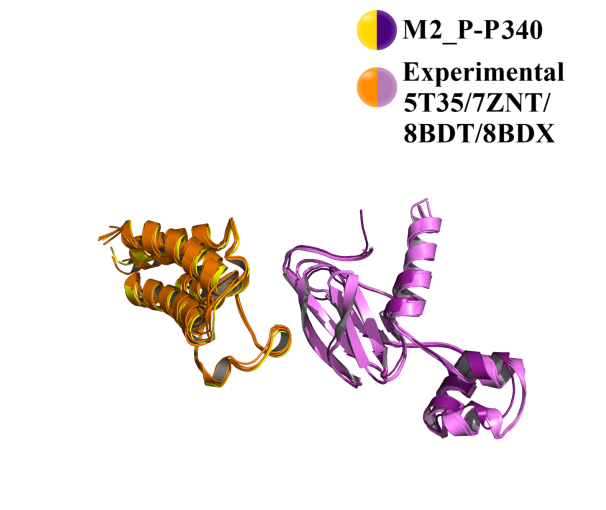 M2_P-P340
Experimental
5T35/7ZNT/
8BDT/8BDX